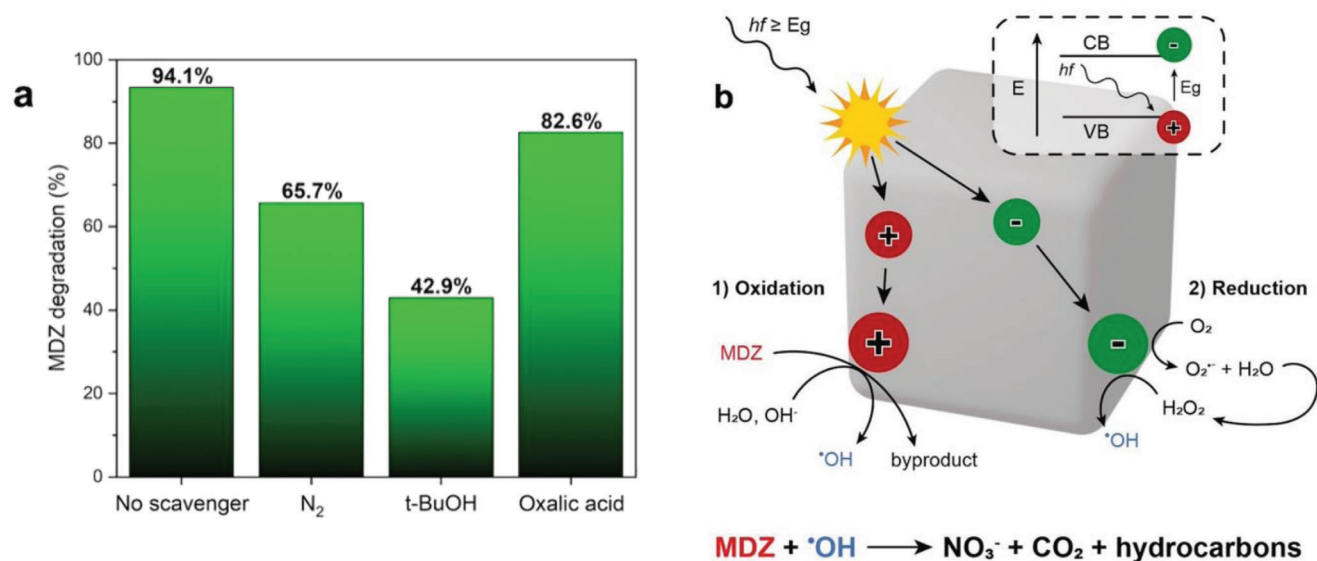 a
MDZ degradation (%)
100
80
60
40
20
0
94.1%
65.7%
42.9%
82.6%
No scavenger
N₂
t-BuOH
Oxalic acid
b
hf ≥ Eg
E
CB
-
hf
Eg
VB
+
+
-
1) Oxidation
2) Reduction
+
-
MDZ
H₂O, OH⁻
•OH
byproduct
O₂
O₂•⁻ + H₂O
H₂O₂
•OH
MDZ + •OH → NO₃⁻ + CO₂ + hydrocarbons